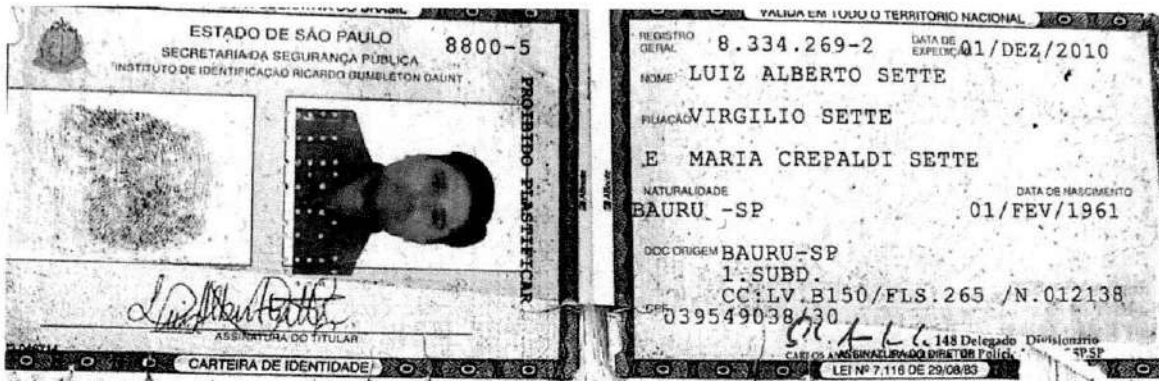 ESTADO DE SÃO PAULO
8800-5
SECRETARIA DA SEGURANÇA PÚBLICA
INSTITUTO DE IDENTIFICAÇÃO RICARDO GUMBLETON DAUNT
PROIBIDO PLASTIFICAR
ASSINATURA DO TITULAR
CARTEIRA DE IDENTIDADE
VÁLIDA EM TODO O TERRITÓRIO NACIONAL
REGISTRO GERAL 8.334.269-2 DATA DE EXPEDIÇÃO 01/DEZ/2010
NOME LUIZ ALBERTO SETTE
FILIAÇÃO VIRGILIO SETTE
E MARIA CREPALDI SETTE
NATURALIDADE DATA DE NASCIMENTO
BAURU -SP 01/FEV/1961
DOC ORIGEM BAURU-SP
1.SUBD.
CC:LV.B150/FLS.265 /N.012138
CPF 039549038/30
148 Delegado Divisionário
ASSINATURA DO DIRETOR
LEI Nº 7.116 DE 29/08/83